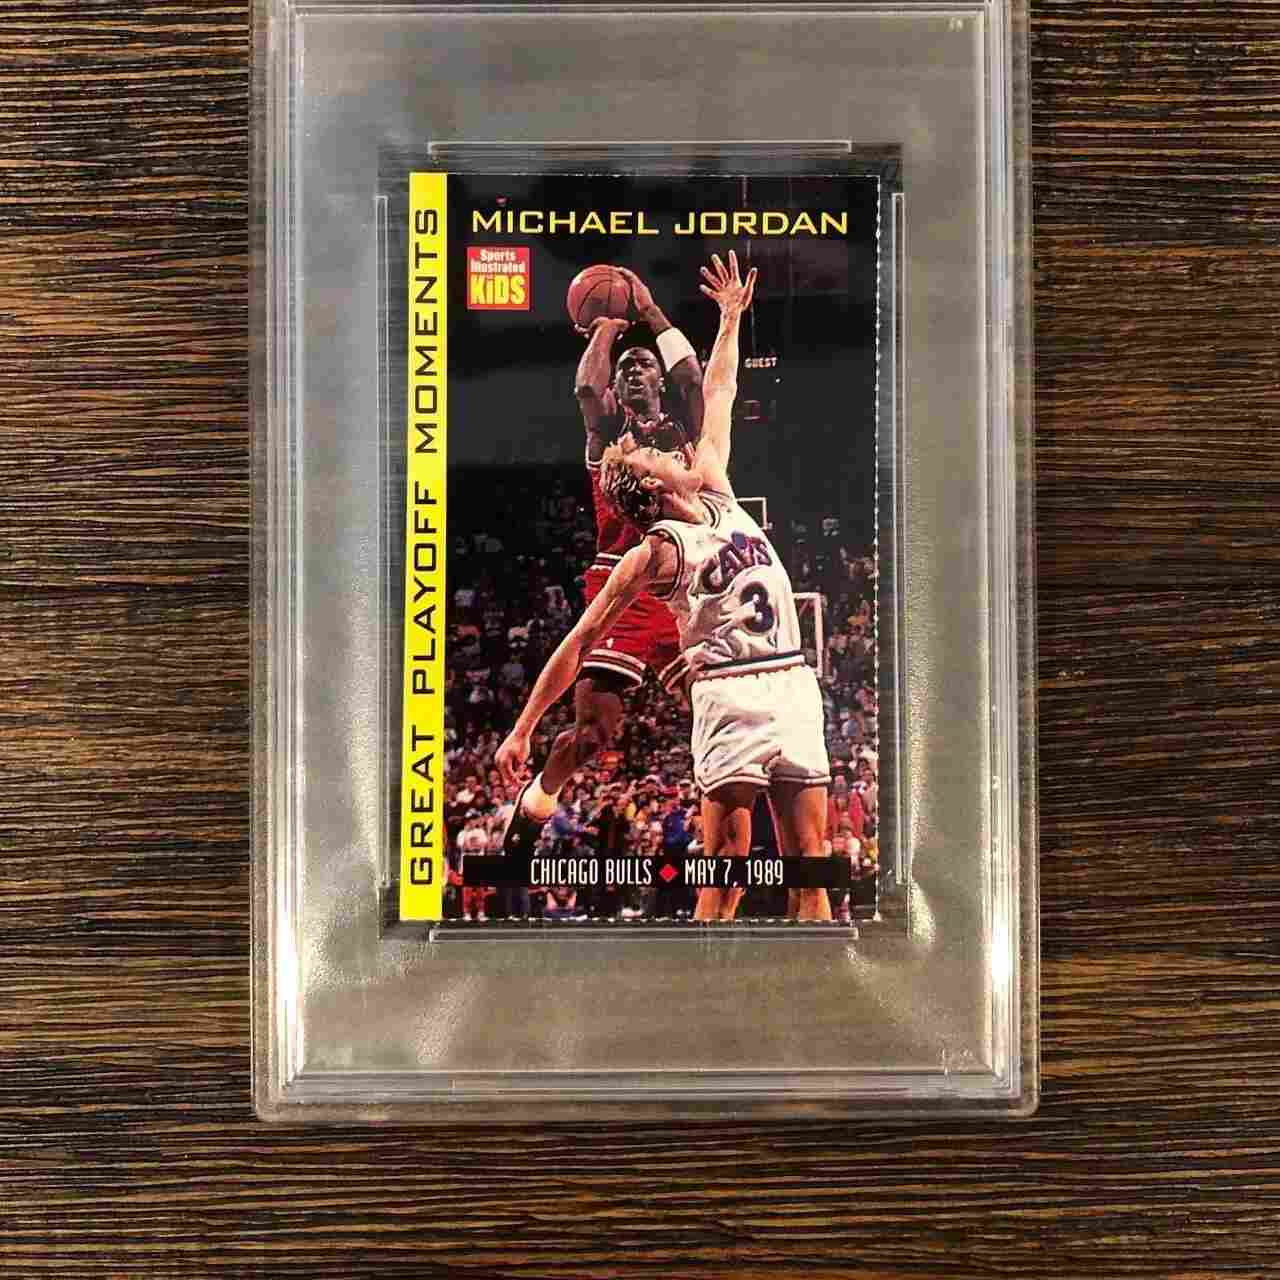 GREAT PLAYOFF MOMENTS
MICHAEL JORDAN
Sports
Illustrated
KiDS
GUEST
CAVS
3
CHICAGO BULLS ♦ MAY 7, 1989